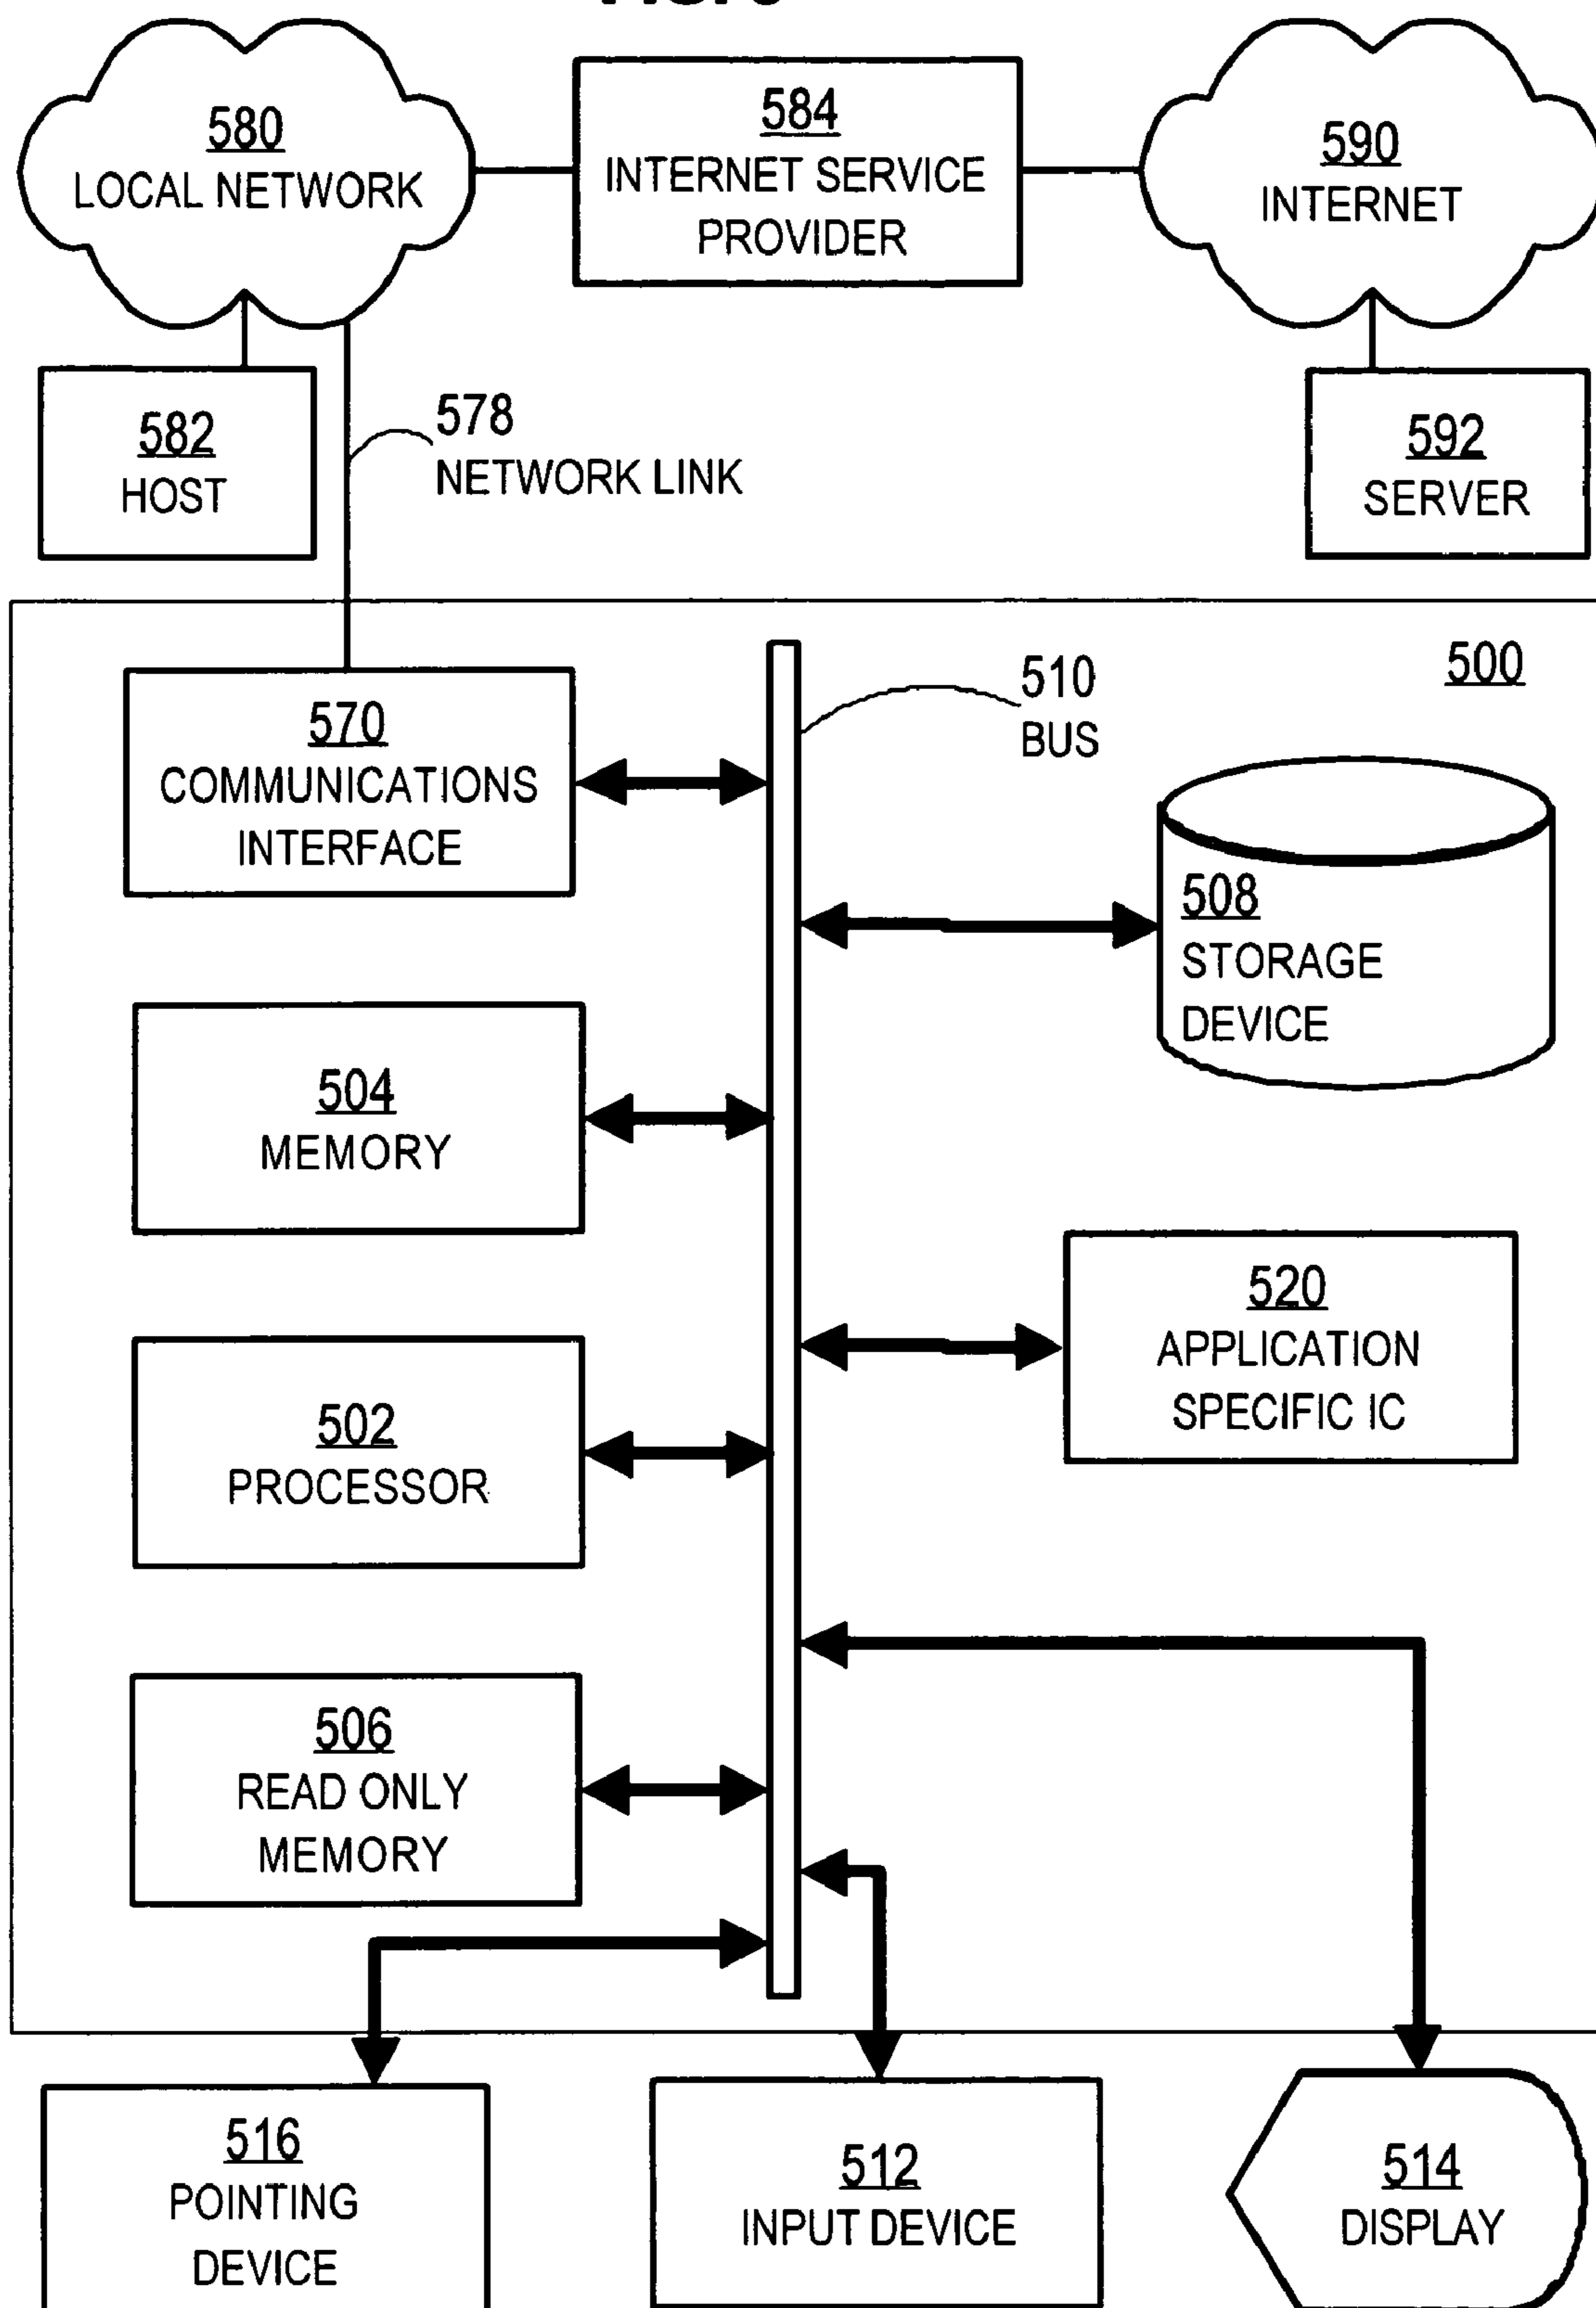 580
LOCAL NETWORK
584
INTERNET SERVICE
PROVIDER
590
INTERNET
582
HOST
578
NETWORK LINK
592
SERVER
500
510
BUS
570
COMMUNICATIONS
INTERFACE
508
STORAGE
DEVICE
504
MEMORY
520
APPLICATION
SPECIFIC IC
502
PROCESSOR
506
READ ONLY
MEMORY
516
POINTING
DEVICE
512
INPUT DEVICE
514
DISPLAY